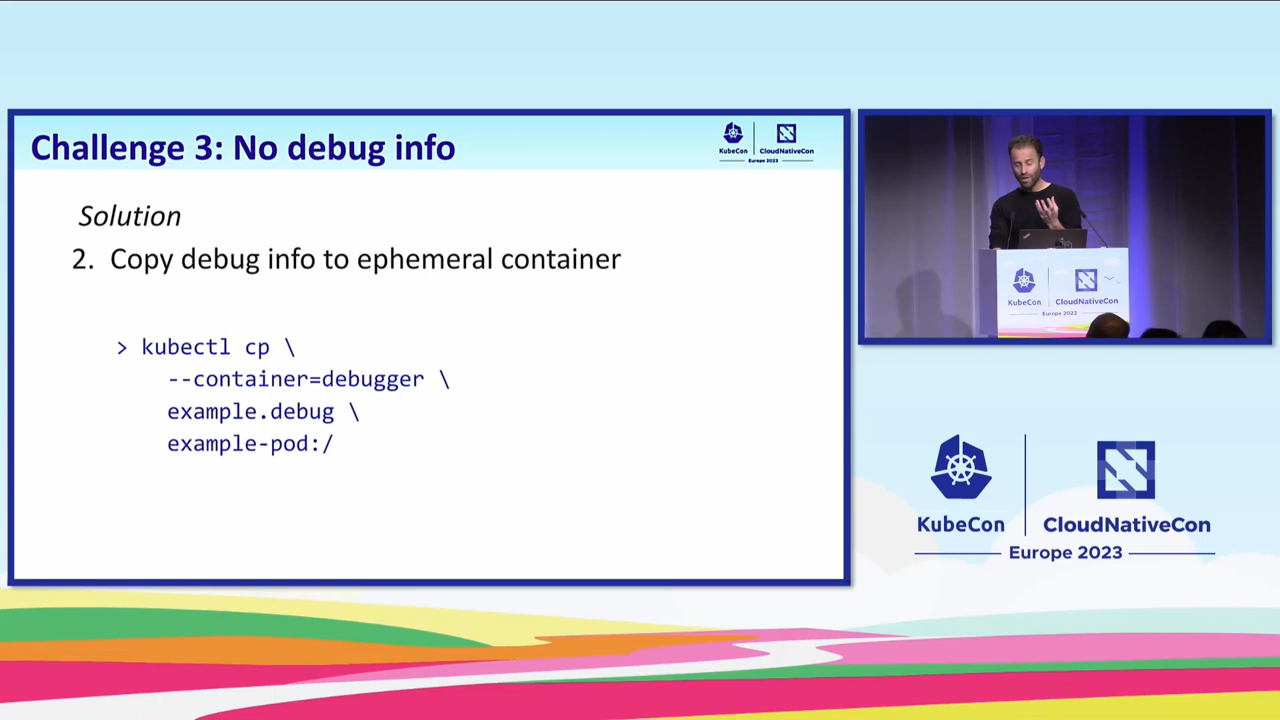 Challenge 3: No debug info
KubeCon
CloudNativeCon
Europe 2023
Solution
2. Copy debug info to ephemeral container
> kubectl cp \
--container=debugger \
example.debug \
example-pod:/
KubeCon
CloudNativeCon
Europe 2023
KubeCon
CloudNativeCon
Europe 2023